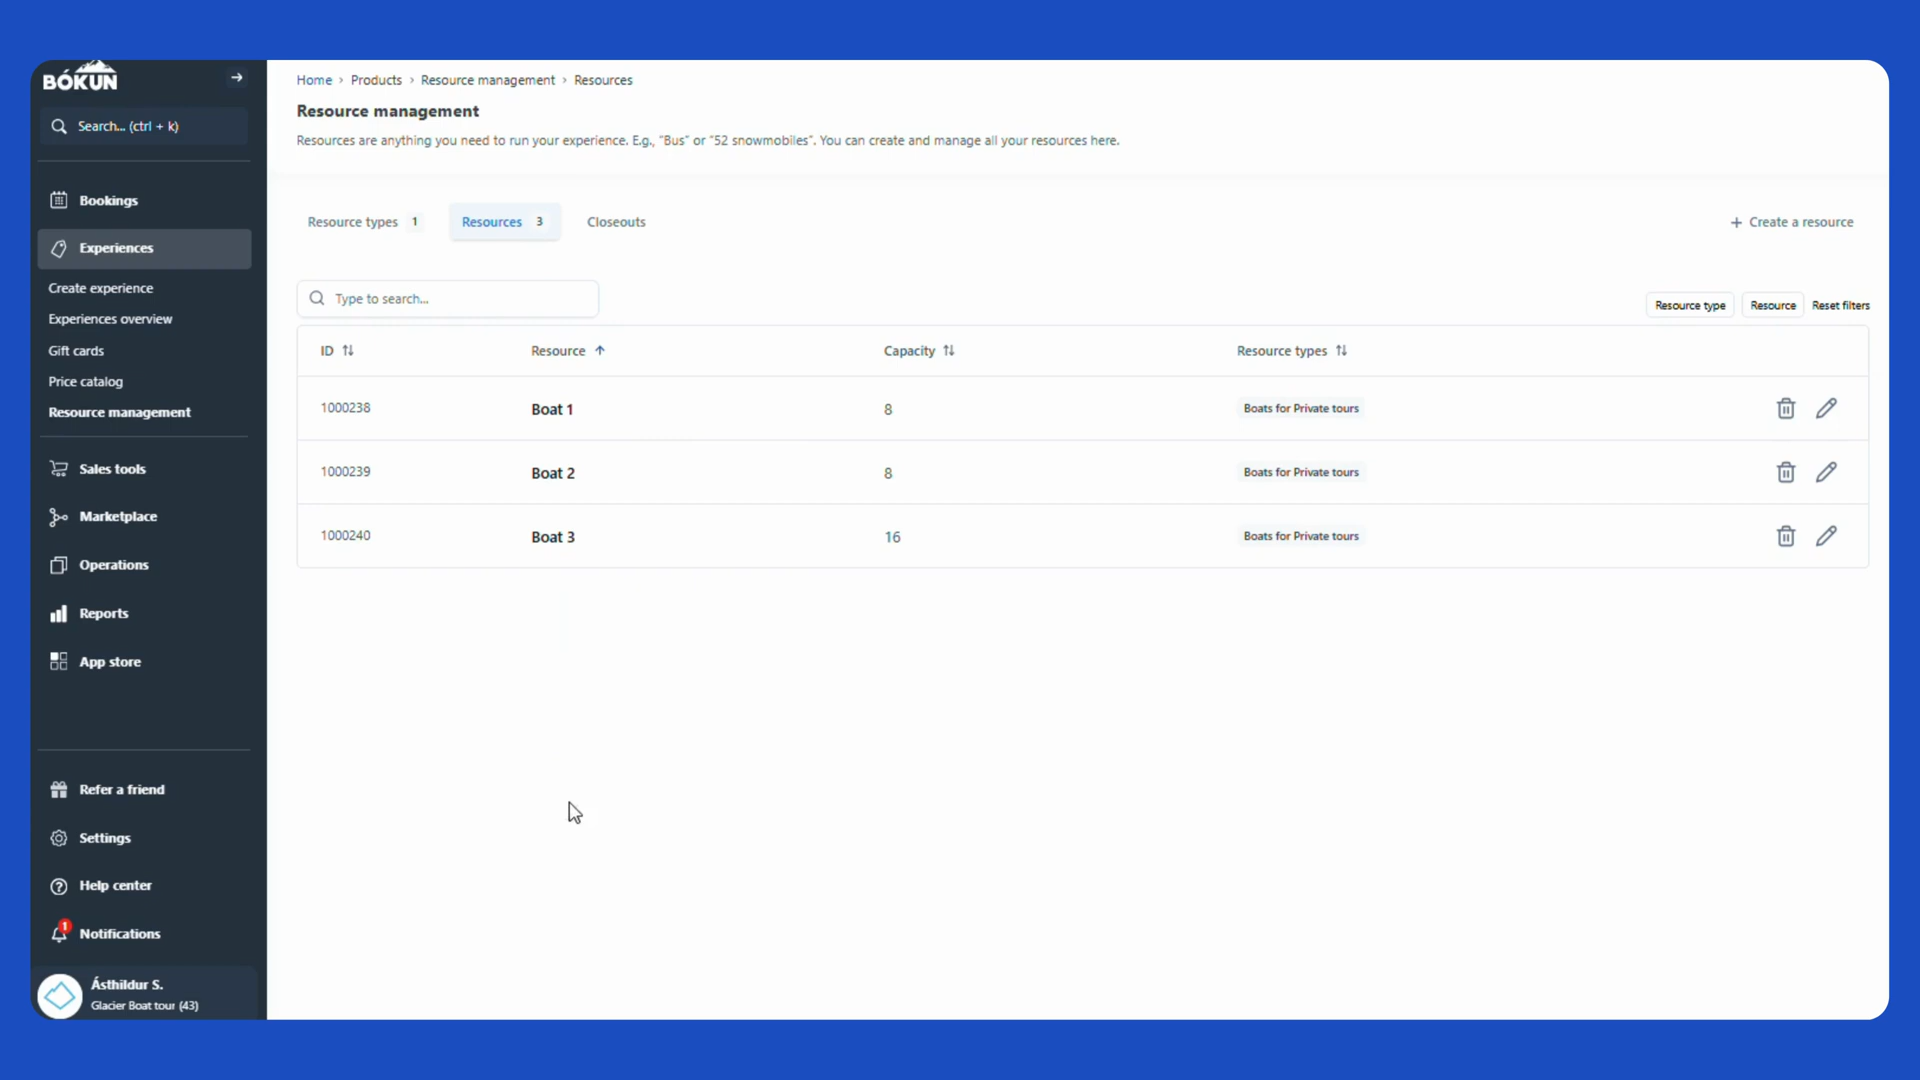 BÓKUN
Search... (ctrl + k)
Bookings
Experiences
Create experience
Experiences overview
Gift cards
Price catalog
Resource management
Sales tools
Marketplace
Operations
Reports
App store
Refer a friend
Settings
Help center
1
Notifications
Ásthildur S.
Glacier Boat tour (43)
Home › Products › Resource management › Resources
Resource management
Resources are anything you need to run your experience. E.g., "Bus" or "52 snowmobiles". You can create and manage all your resources here.
Resource types 1 Resources 3 Closeouts + Create a resource
Type to search...
Resource type Resource Reset filters
ID Resource Capacity Resource types
1000238 Boat 1 8 Boats for Private tours
1000239 Boat 2 8 Boats for Private tours
1000240 Boat 3 16 Boats for Private tours